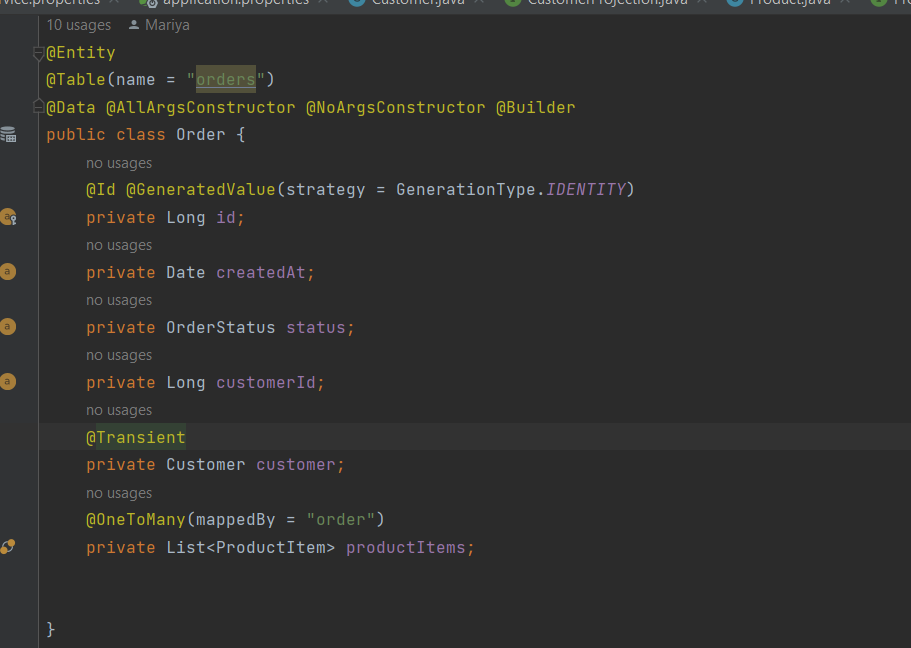 vice.properties application.properties Customer.java CustomerProjection.java Product.java
10 usages Mariya
@Entity
@Table(name = "orders")
@Data @AllArgsConstructor @NoArgsConstructor @Builder
public class Order {
no usages
@Id @GeneratedValue(strategy = GenerationType.IDENTITY)
private Long id;
no usages
private Date createdAt;
no usages
private OrderStatus status;
no usages
private Long customerId;
no usages
@Transient
private Customer customer;
no usages
@OneToMany(mappedBy = "order")
private List<ProductItem> productItems;
}